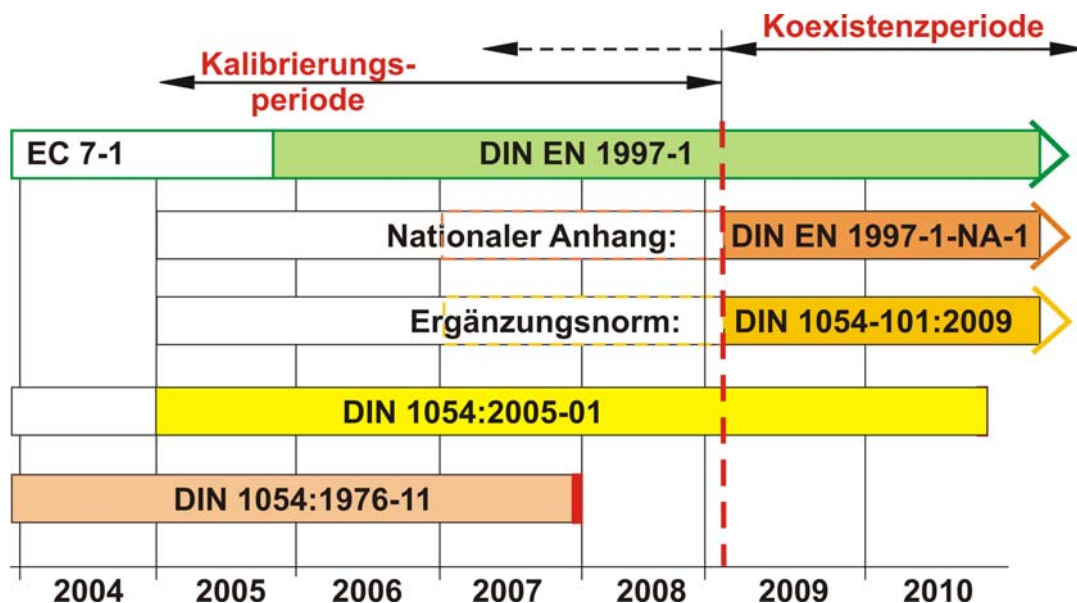 Koexistenzperiode
Kalibrierungs-
periode
EC 7-1
DIN EN 1997-1
Nationaler Anhang:
DIN EN 1997-1-NA-1
Ergänzungsnorm:
DIN 1054-101:2009
DIN 1054:2005-01
DIN 1054:1976-11
2004 2005 2006 2007 2008 2009 2010